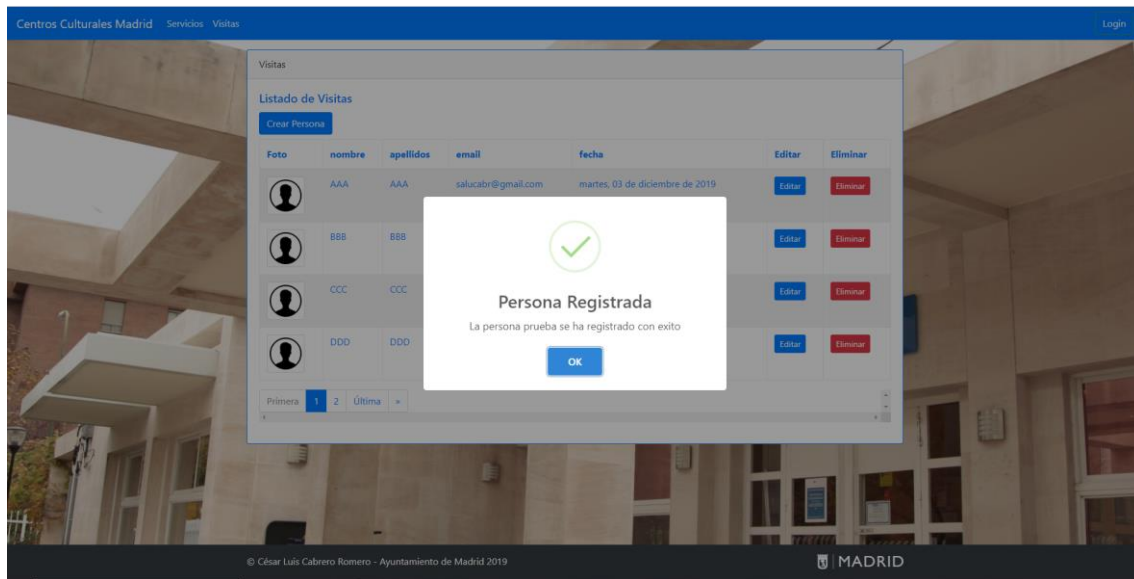 Centros Culturales Madrid Servicios Visitas Login
Visitas
Listado de Visitas
Crear Persona
Foto nombre apellidos email fecha Editar Eliminar
AAA AAA salucabr@gmail.com martes, 03 de diciembre de 2019 Editar Eliminar
BBB BBB Editar Eliminar
CCC CCC Editar Eliminar
DDD DDD Editar Eliminar
Persona Registrada
La persona prueba se ha registrado con exito
OK
Primera 1 2 Última »
© César Luis Cabrero Romero - Ayuntamiento de Madrid 2019 MADRID